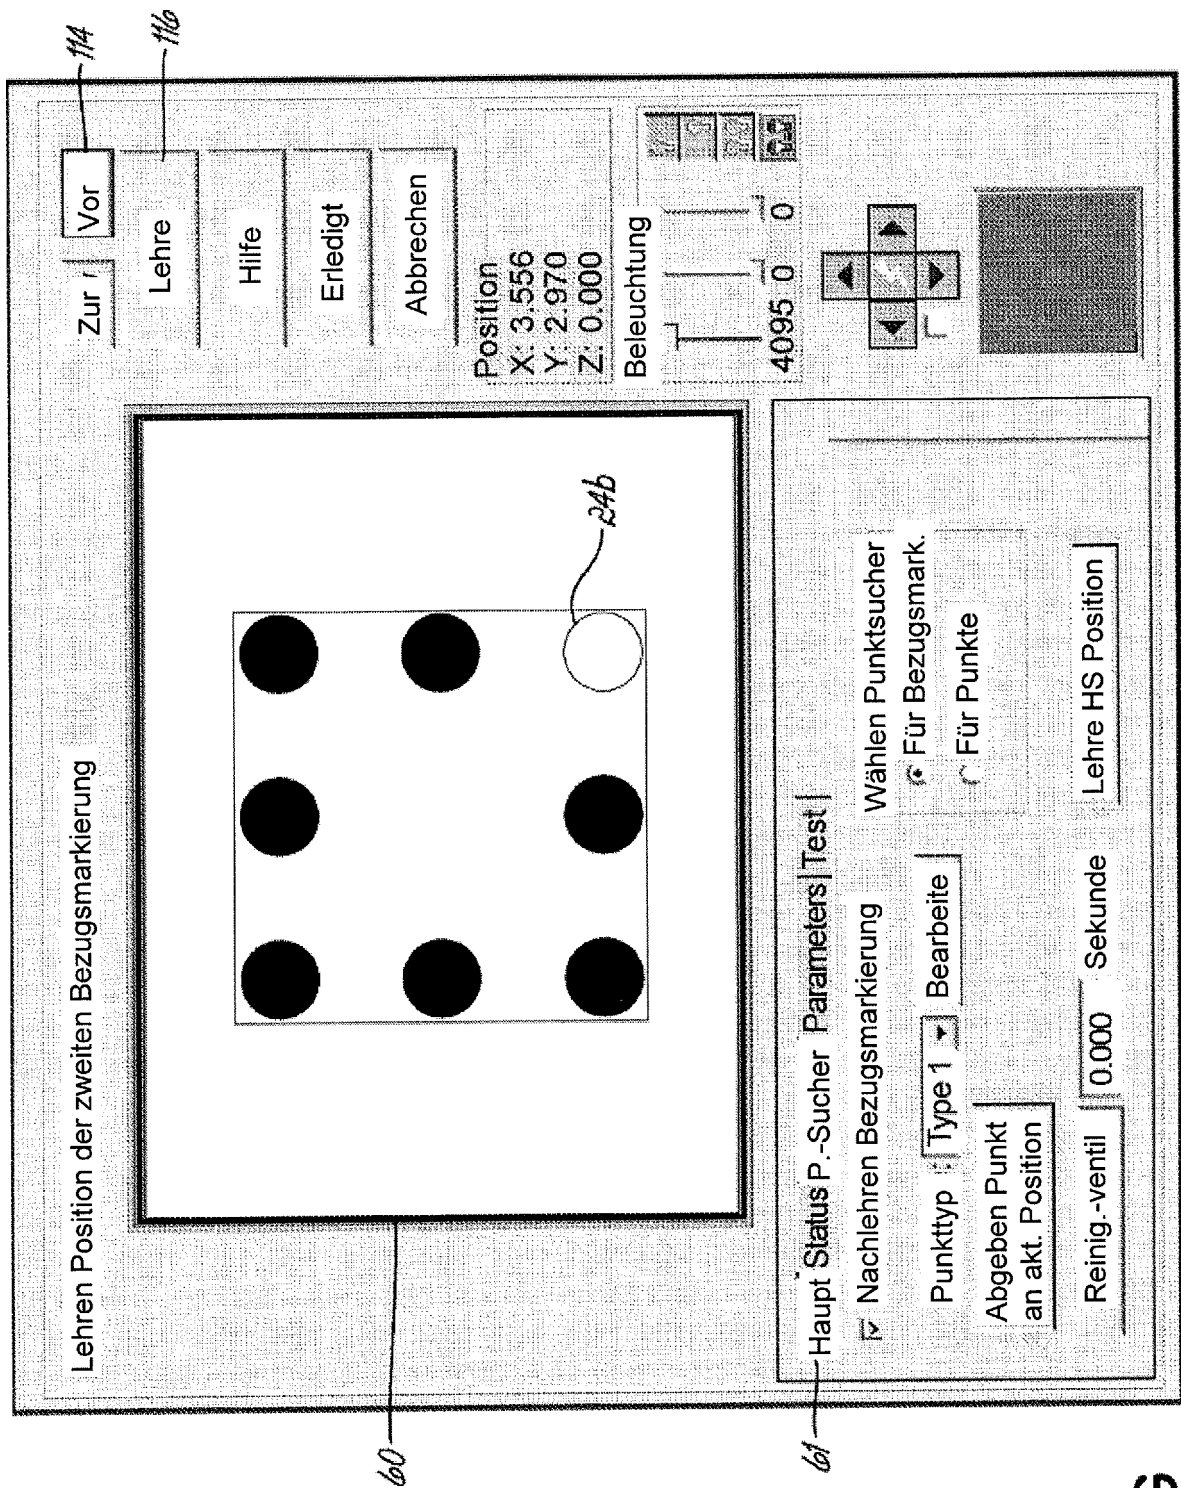 Lehren Position der zweiten Bezugsmarkierung
Zur
Vor
114
Lehre
116
Hilfe
Erledigt
Abbrechen
Position
X: 3.556
Y: 2.970
Z: 0.000
Beleuchtung
4095 0 0
24b
60
61
Haupt Status P.-Sucher Parameters Test
Nachlehren Bezugsmarkierung
Punkttyp Type 1 Bearbeite
Abgeben Punkt
an akt. Position
Reinig.-ventil 0.000 Sekunde
Wählen Punktsucher
Für Bezugsmark.
Für Punkte
Lehre HS Position